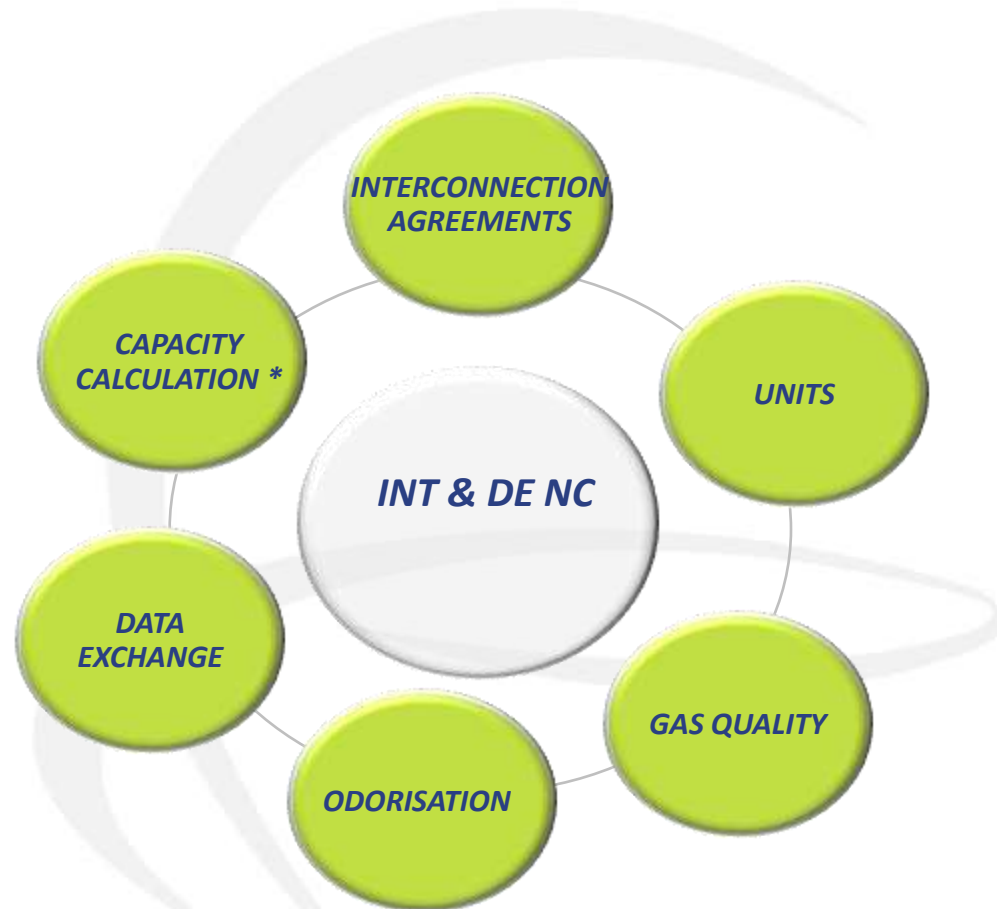 INTERCONNECTION
AGREEMENTS
CAPACITY
CALCULATION *
UNITS
INT & DE NC
DATA
EXCHANGE
GAS QUALITY
ODORISATION